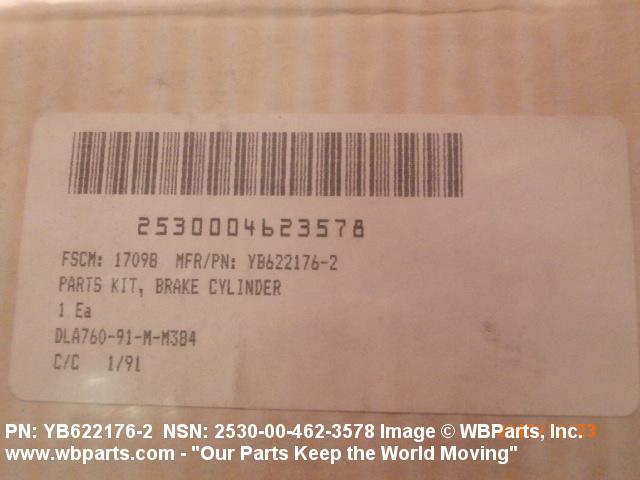 2530004623578
FSCM: 17098 MFR/PN: YB622176-2
PARTS KIT, BRAKE CYLINDER
1 Ea
DLA760-91-M-M384
C/C 1/91
PN: YB622176-2 NSN: 2530-00-462-3578 Image © WBParts, Inc.
www.wbparts.com - "Our Parts Keep the World Moving"